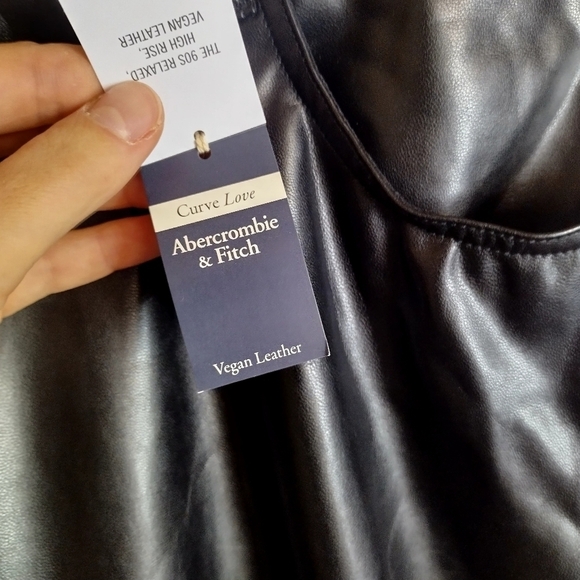 THE 90S RELAXED,
HIGH RISE,
VEGAN LEATHER
Curve Love
Abercrombie
& Fitch
Vegan Leather